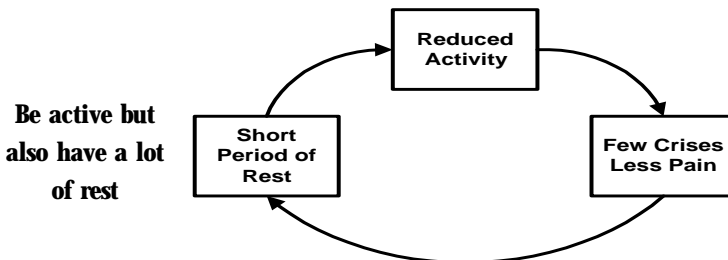 Reduced
Activity
Be active but
also have a lot
of rest
Short
Period of
Rest
Few Crises
Less Pain